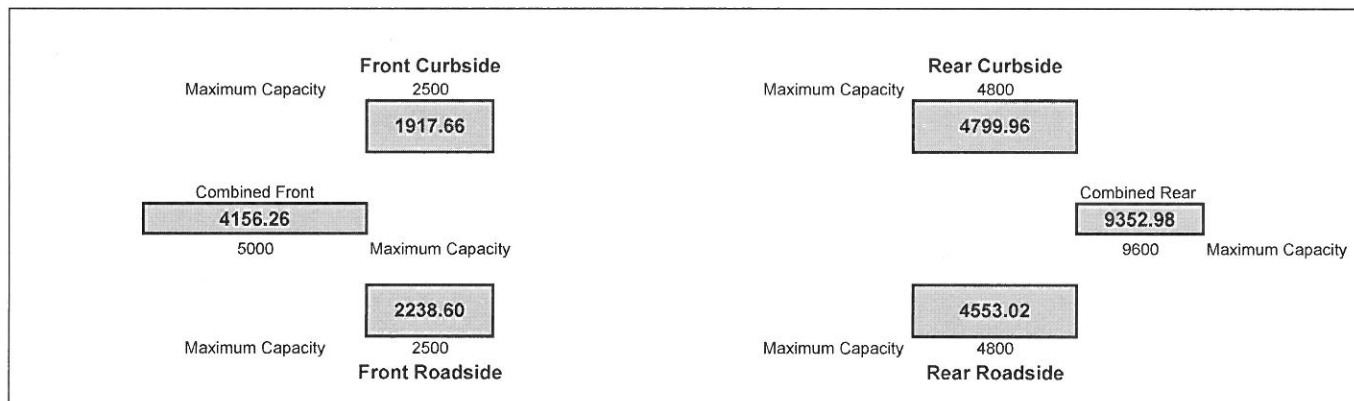 Front Curbside
Maximum Capacity 2500
1917.66
Combined Front
4156.26
5000 Maximum Capacity
2238.60
Maximum Capacity 2500
Front Roadside
Rear Curbside
Maximum Capacity 4800
4799.96
Combined Rear
9352.98
9600 Maximum Capacity
4553.02
Maximum Capacity 4800
Rear Roadside